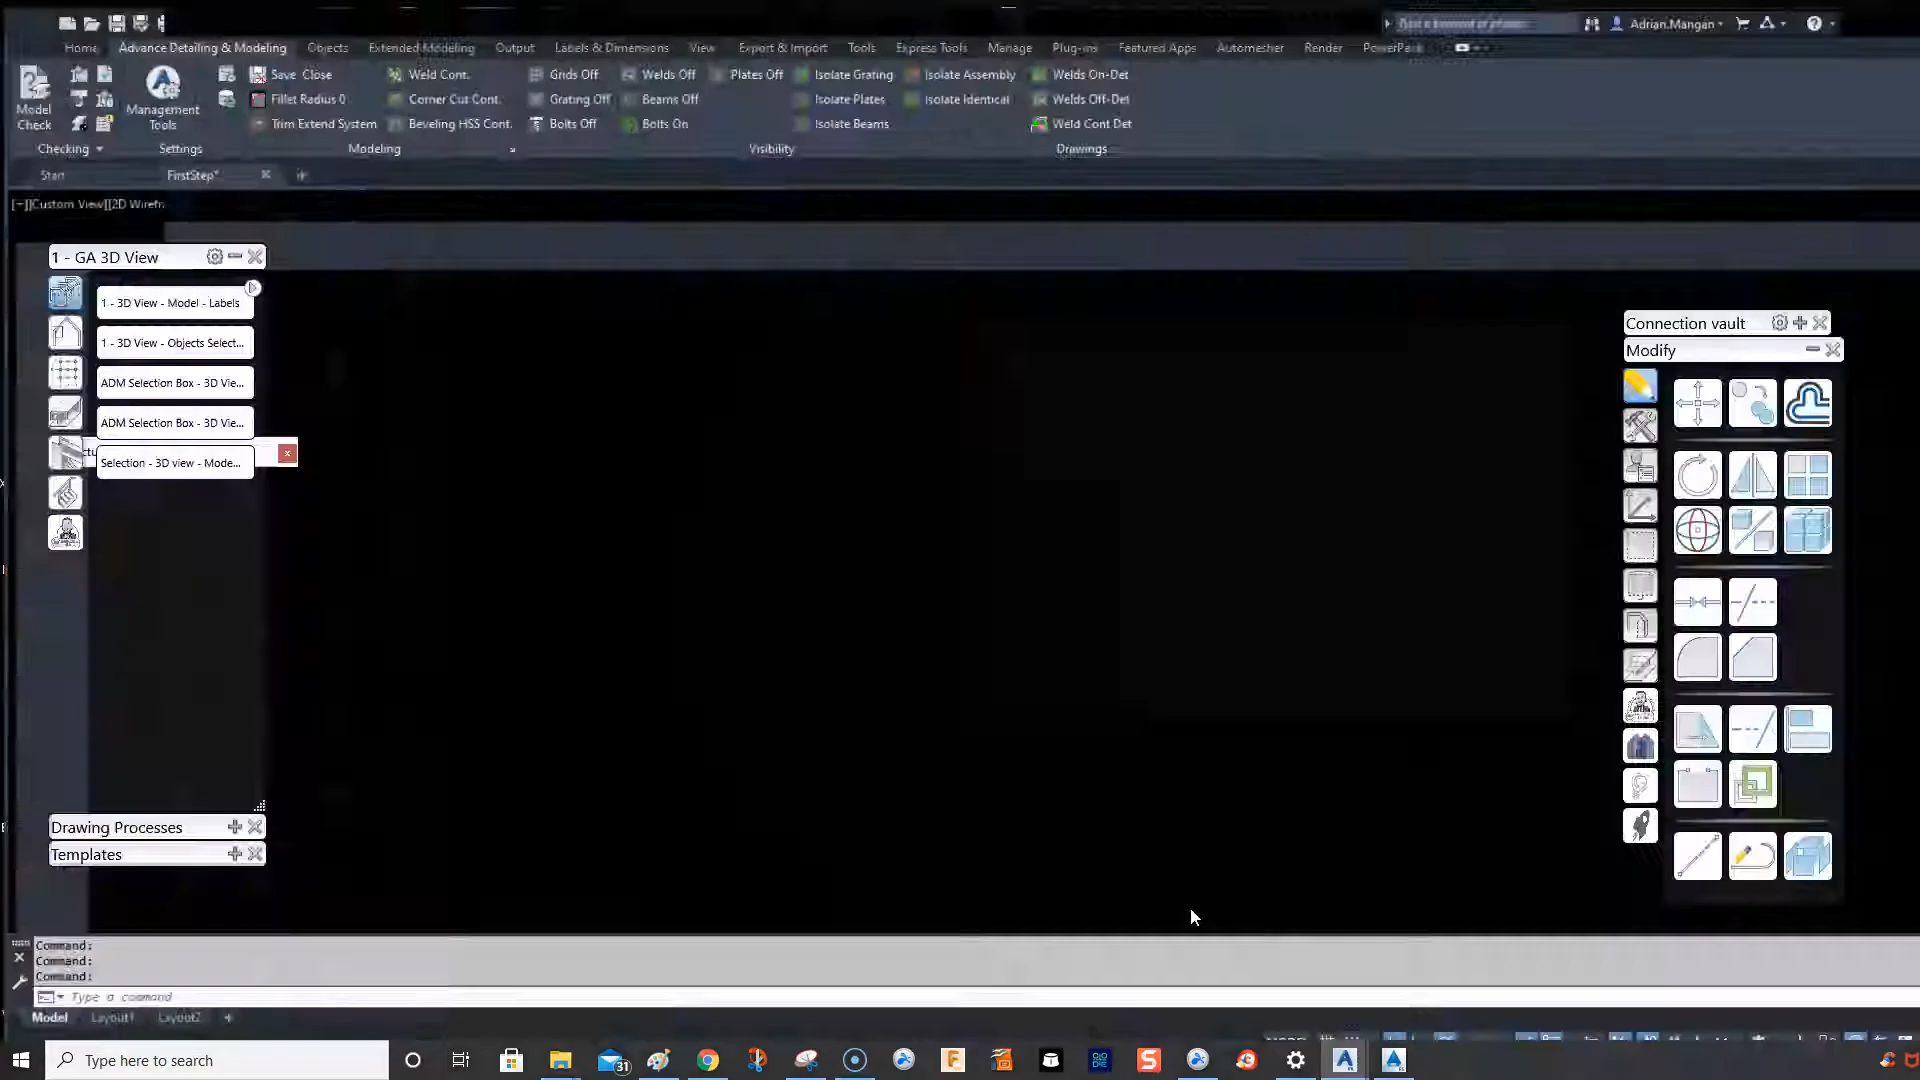 Adrian.Mangan
Home Advance Detailing & Modeling Objects Extended Modeling Output Labels & Dimensions View Export & Import Tools Express Tools Manage Plug-ins Featured Apps Automesher Render PowerPack
Save Close Weld Cont. Grids Off Welds Off Plates Off Isolate Grating Isolate Assembly Welds On-Det
Model Check Management Tools Fillet Radius 0 Corner Cut Cont. Grating Off Beams Off Isolate Plates Isolate Identical Welds Off-Det
Trim Extend System Beveling HSS Cont. Bolts Off Bolts On Isolate Beams Weld Cont Det
Checking Settings Modeling Visibility Drawings
Start FirstStep*
[−][Custom View][2D Wirefr
1 - GA 3D View
1 - 3D View - Model - Labels
1 - 3D View - Objects Select...
ADM Selection Box - 3D Vie...
ADM Selection Box - 3D Vie...
Selection - 3D view - Mode...
Connection vault
Modify
Drawing Processes
Templates
Command:
Command:
Command:
Type a command
Model Layout1 Layout2
Type here to search
31